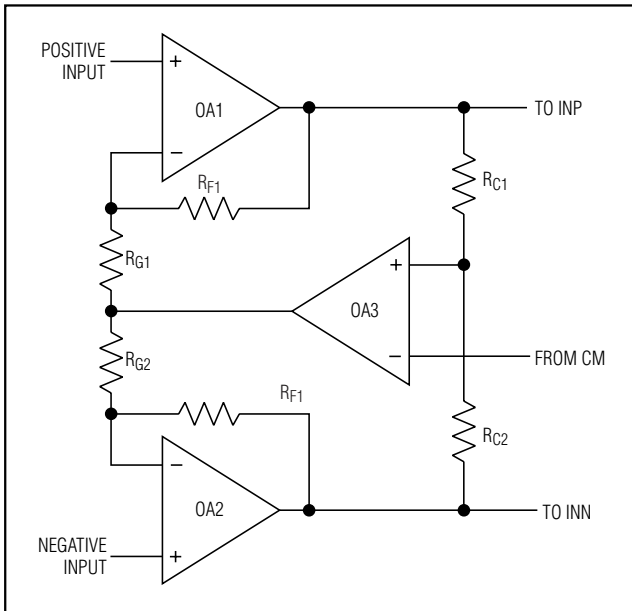 POSITIVE
INPUT
+
OA1
−
TO INP
RF1
RC1
RG1
+
OA3
−
FROM CM
RG2
RF1
RC2
−
OA2
+
TO INN
NEGATIVE
INPUT